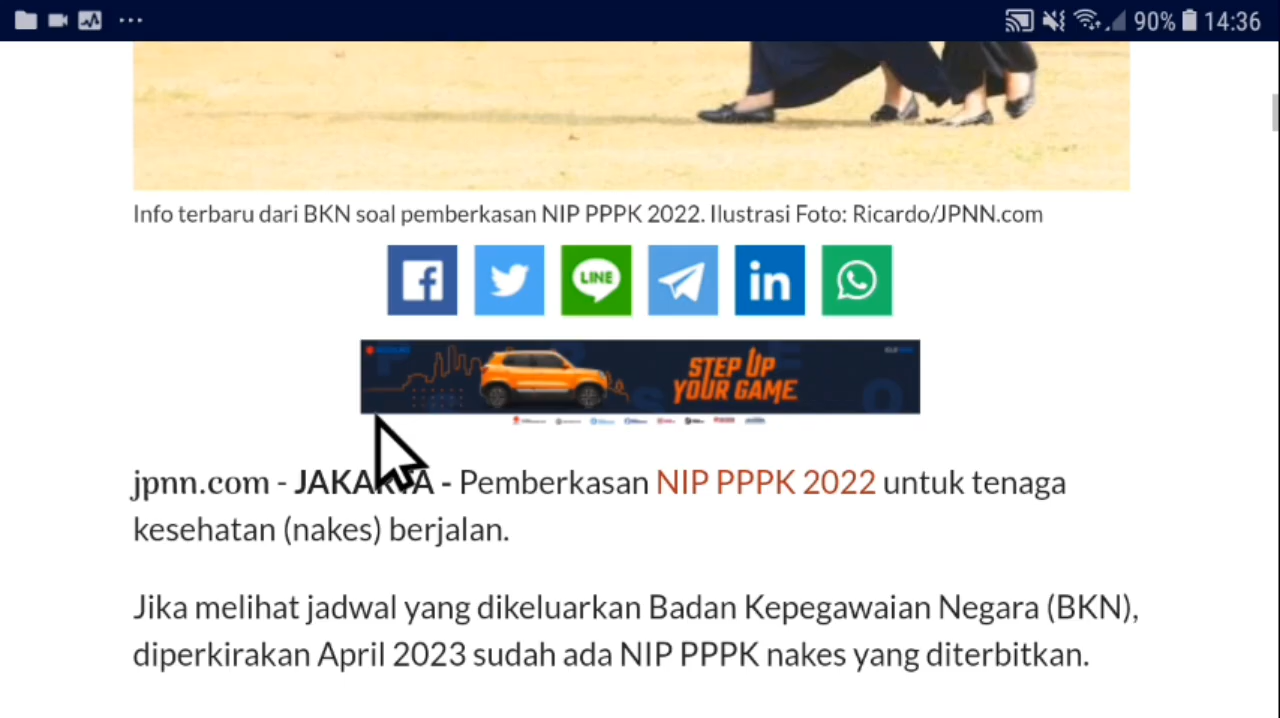 90% 14:36
Info terbaru dari BKN soal pemberkasan NIP PPPK 2022. Ilustrasi Foto: Ricardo/JPNN.com
LINE
STEP UP
YOUR GAME
jpnn.com - JAKARTA - Pemberkasan NIP PPPK 2022 untuk tenaga
kesehatan (nakes) berjalan.
Jika melihat jadwal yang dikeluarkan Badan Kepegawaian Negara (BKN),
diperkirakan April 2023 sudah ada NIP PPPK nakes yang diterbitkan.